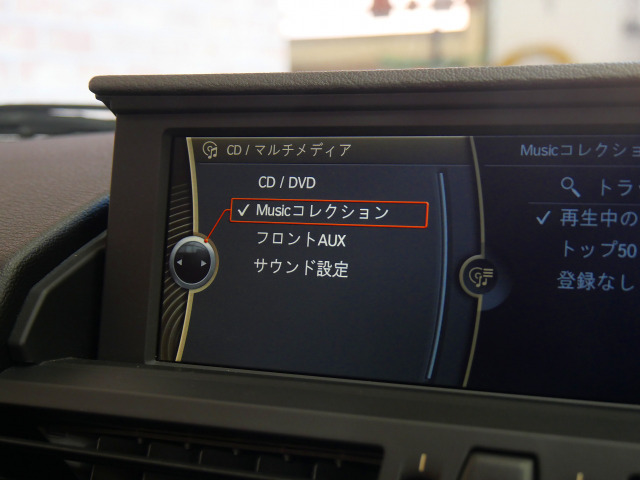 CD / マルチメディア
CD / DVD
Musicコレクション
フロントAUX
サウンド設定
Musicコレクショ
トラ
再生中の
トップ50
登録なし